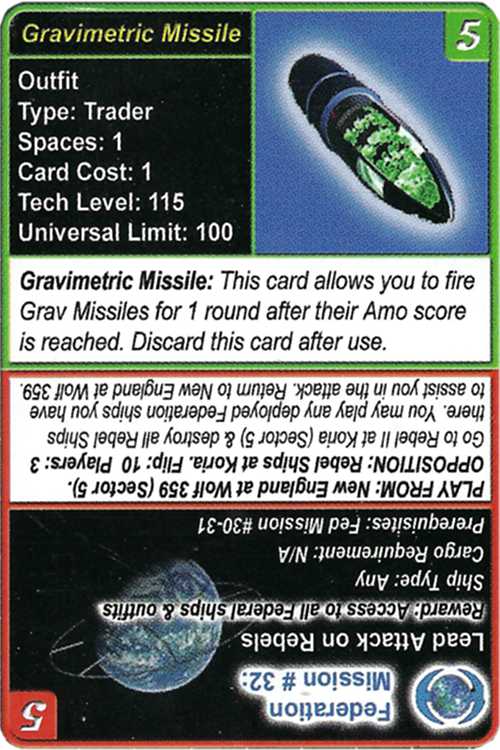 Gravimetric Missile
5
Outfit
Type: Trader
Spaces: 1
Card Cost: 1
Tech Level: 115
Universal Limit: 100
Gravimetric Missile: This card allows you to fire
Grav Missiles for 1 round after their Amo score
is reached. Discard this card after use.
5
Federation
Mission # 32:
Lead Attack on Rebels
Reward: Access to all Federal ships & outfits
Ship Type: Any
Cargo Requirement: N/A
Prerequisites: Fed Mission #30-31
PLAY FROM: New England at Wolf 359 (Sector 5).
OPPOSITION: Rebel Ships at Koria. Flip: 10 Players: 3
Go to Rebel II at Koria (Sector 5) & destroy all Rebel Ships
there. You may play any deployed Federation ships you have
to assist you in the attack. Return to New England at Wolf 359.